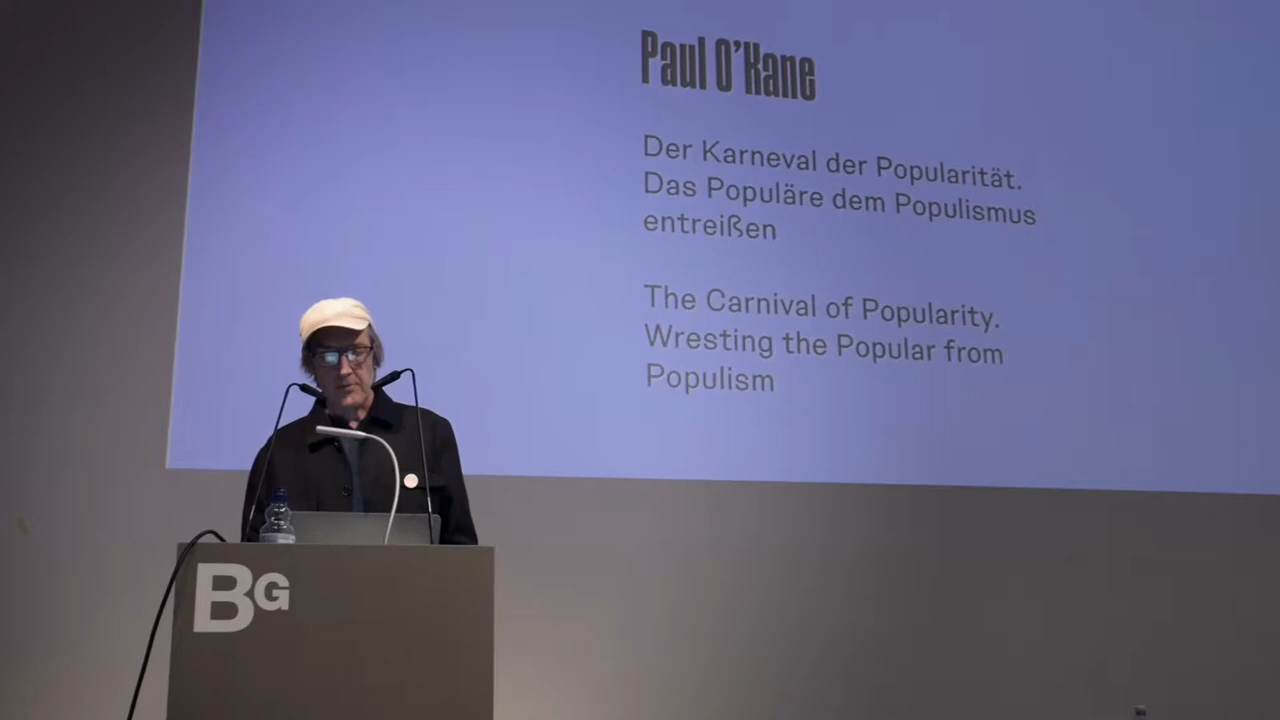 Paul O'Kane
Der Karneval der Popularität.
Das Populäre dem Populismus
entreißen
The Carnival of Popularity.
Wresting the Popular from
Populism
BG